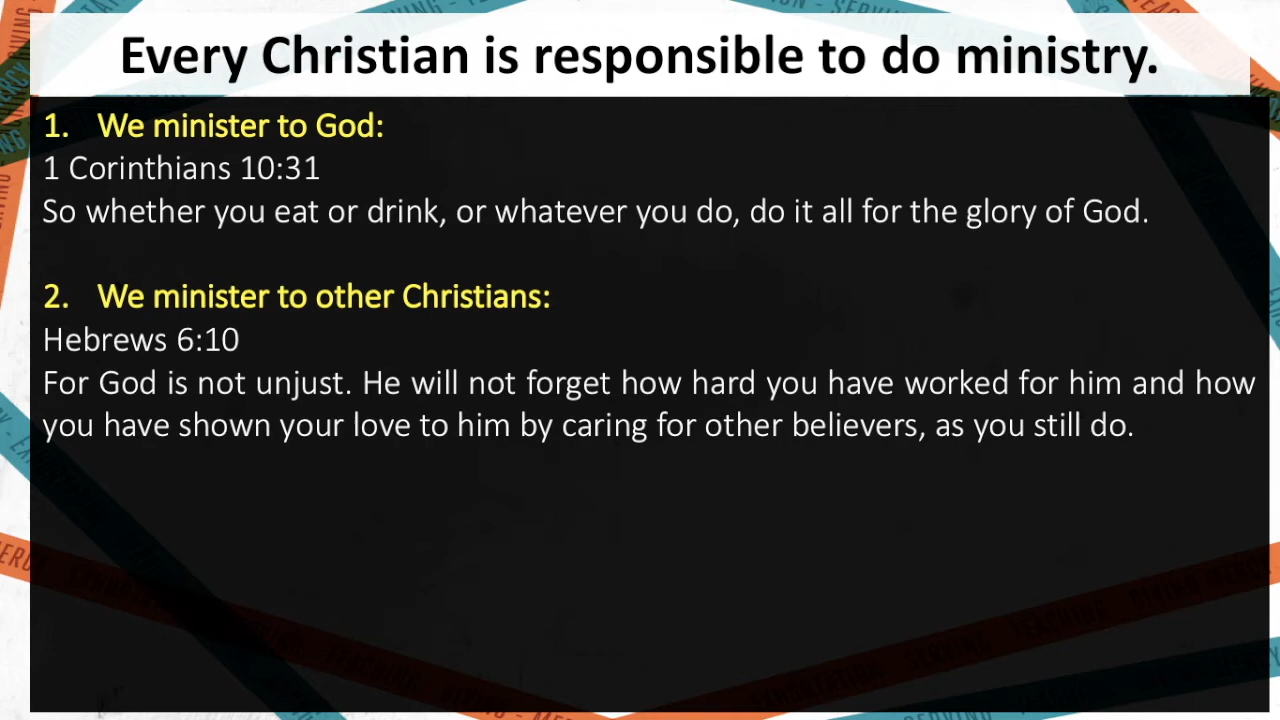 Every Christian is responsible to do ministry.
1. We minister to God:
1 Corinthians 10:31
So whether you eat or drink, or whatever you do, do it all for the glory of God.
2. We minister to other Christians:
Hebrews 6:10
For God is not unjust. He will not forget how hard you have worked for him and how
you have shown your love to him by caring for other believers, as you still do.